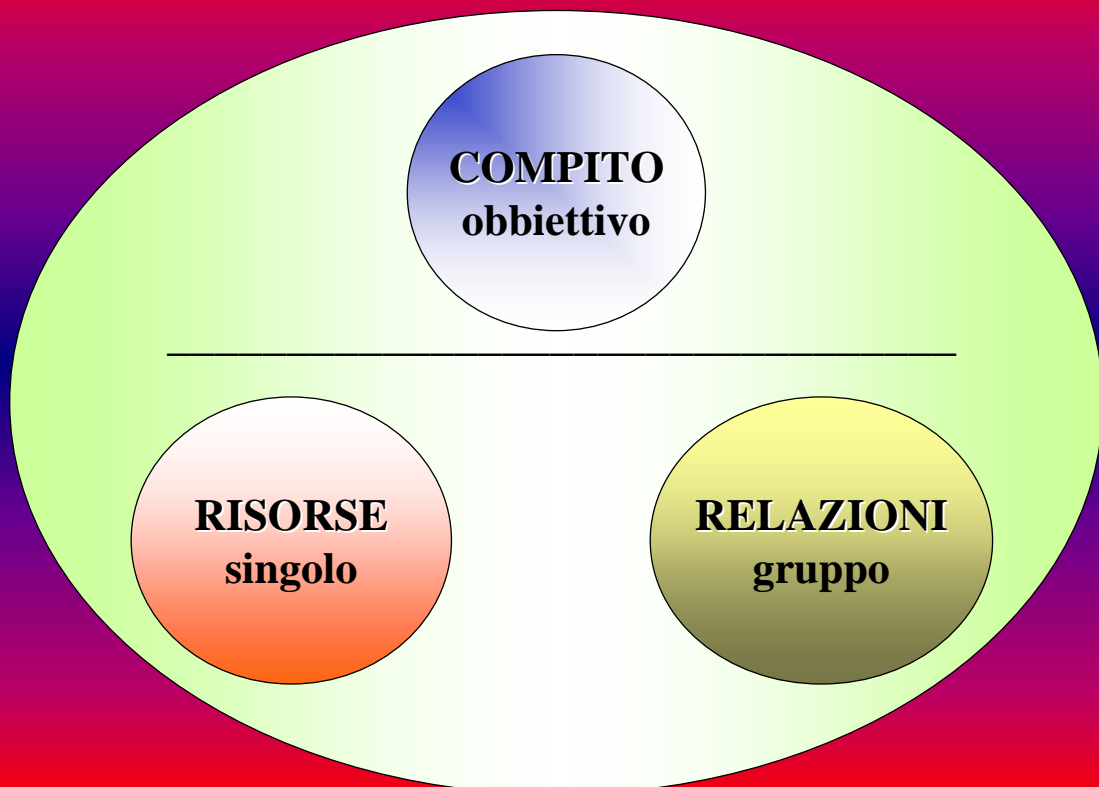 COMPITO
obbiettivo
RISORSE
singolo
RELAZIONI
gruppo